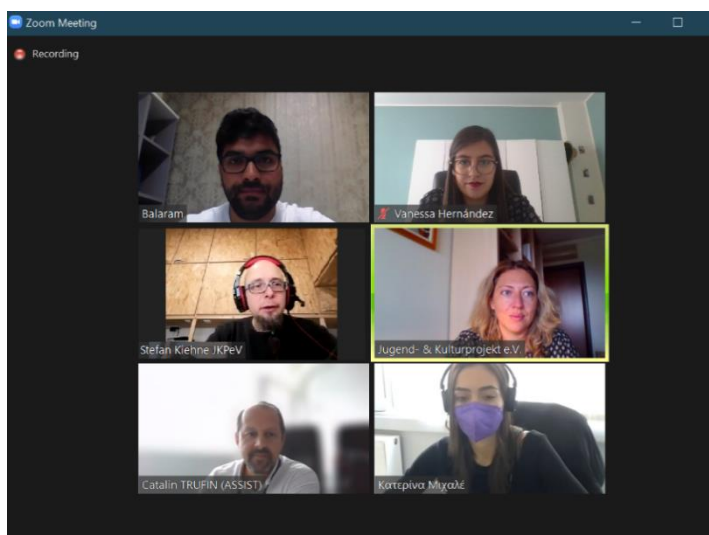 Zoom Meeting
Recording
Balaram
Vanessa Hernández
Stefan Kiehne JKPeV
Jugend- & Kulturprojekt e.V.
Catalin TRUFIN (ASSIST)
Κατερίνα Μιχαλέ